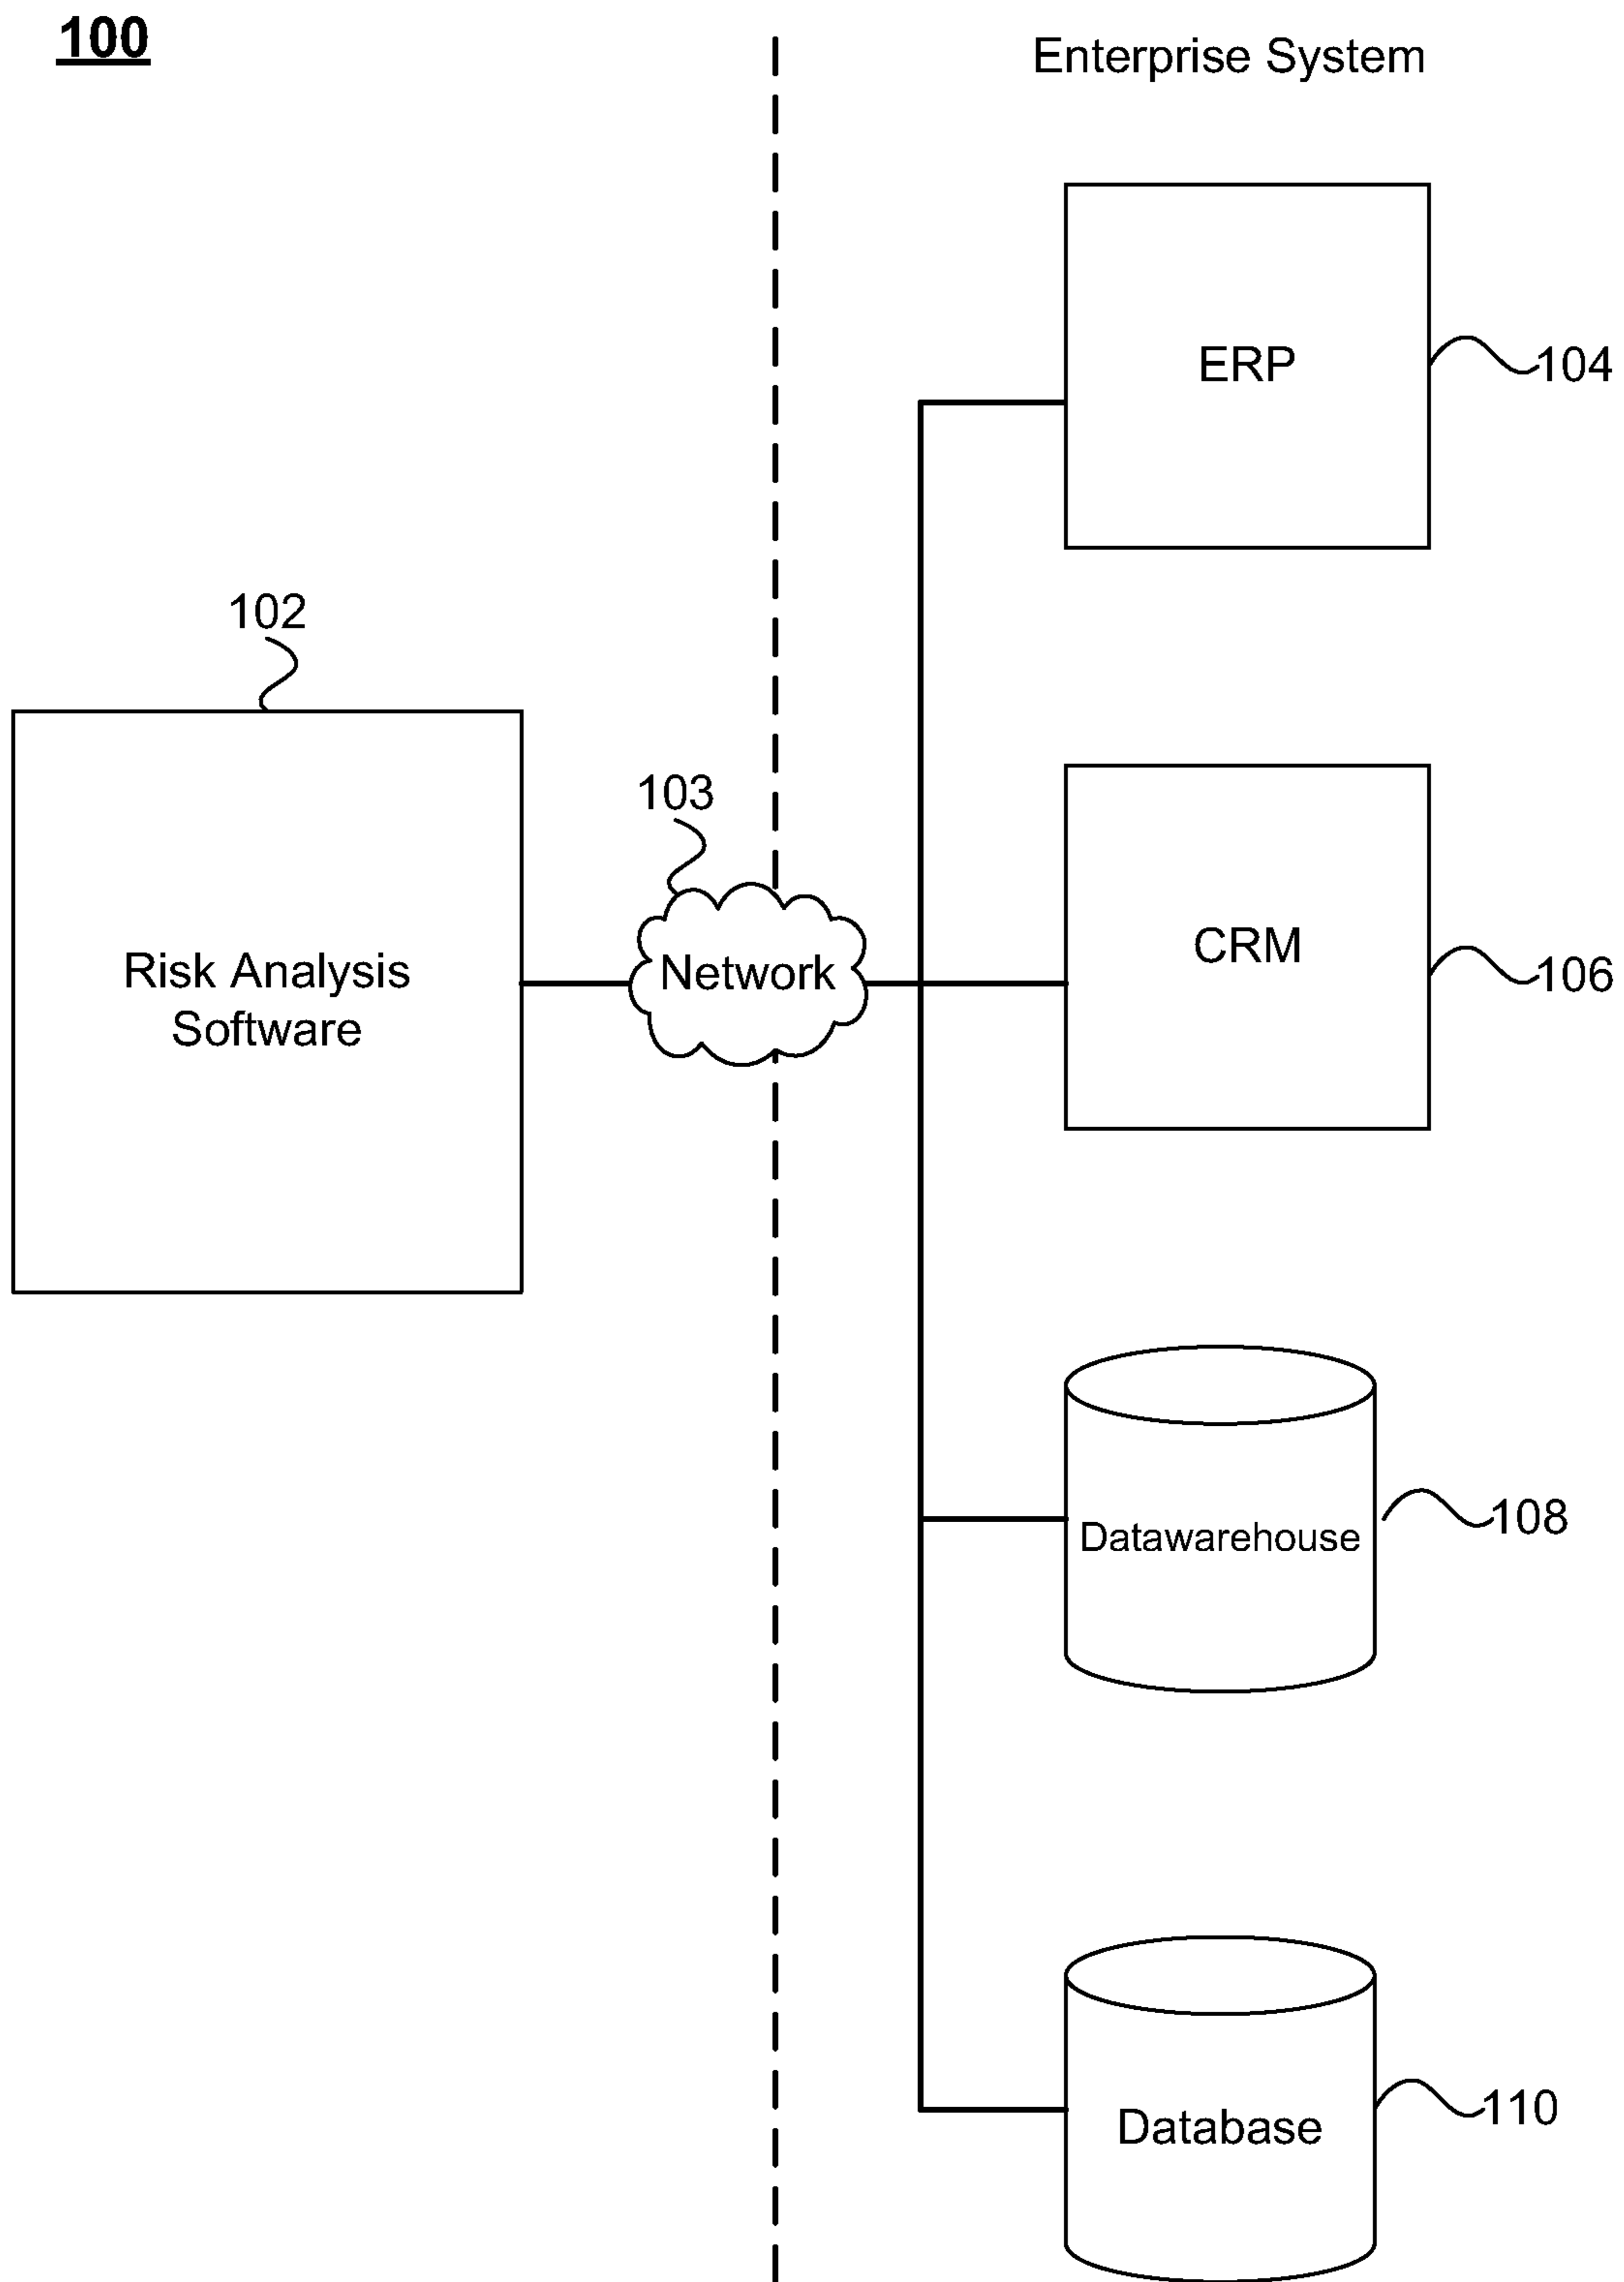 100
Enterprise System
ERP
104
102
103
Risk Analysis
Software
Network
CRM
106
Datawarehouse
108
Database
110